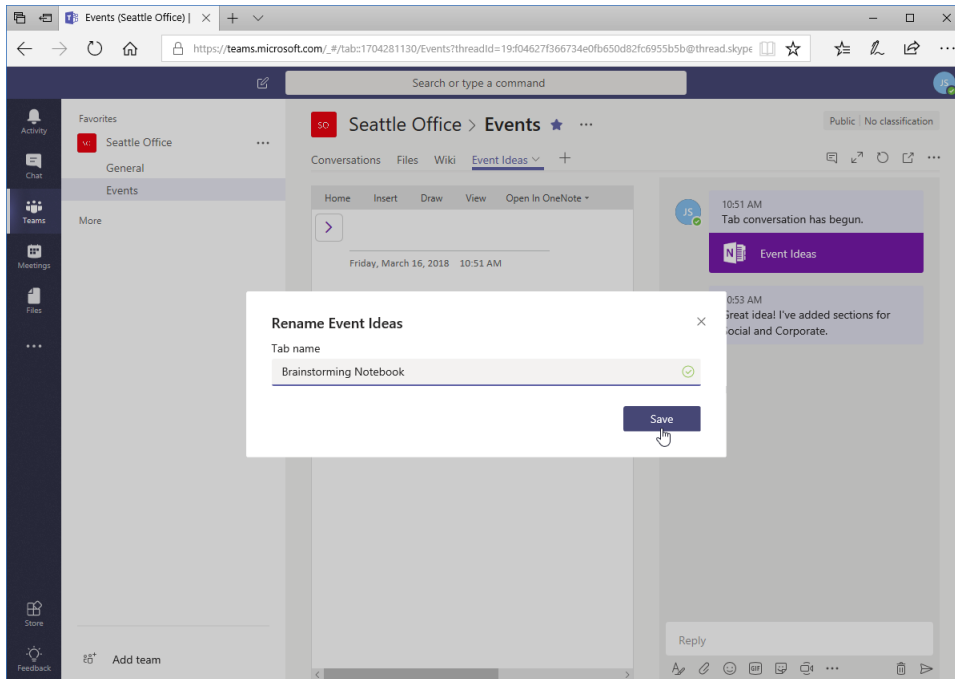 Events (Seattle Office) |
https://teams.microsoft.com/_#/tab::1704281130/Events?threadId=19:f04627f366734e0fb650d82fc6955b5b@thread.skype
Search or type a command
JS
Activity
Chat
Teams
Meetings
Files
Store
Feedback
Favorites
SO Seattle Office
General
Events
More
Add team
SO Seattle Office > Events
Public | No classification
Conversations Files Wiki Event Ideas
Home Insert Draw View Open In OneNote
Friday, March 16, 2018 10:51 AM
JS
10:51 AM
Tab conversation has begun.
N Event Ideas
0:53 AM
Great idea! I've added sections for
ocial and Corporate.
Rename Event Ideas
Tab name
Brainstorming Notebook
Save
Reply
GIF